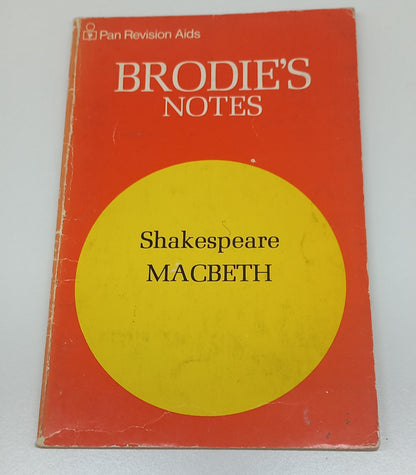 Pan Revision Aids
BRODIE'S
NOTES
Shakespeare
MACBETH